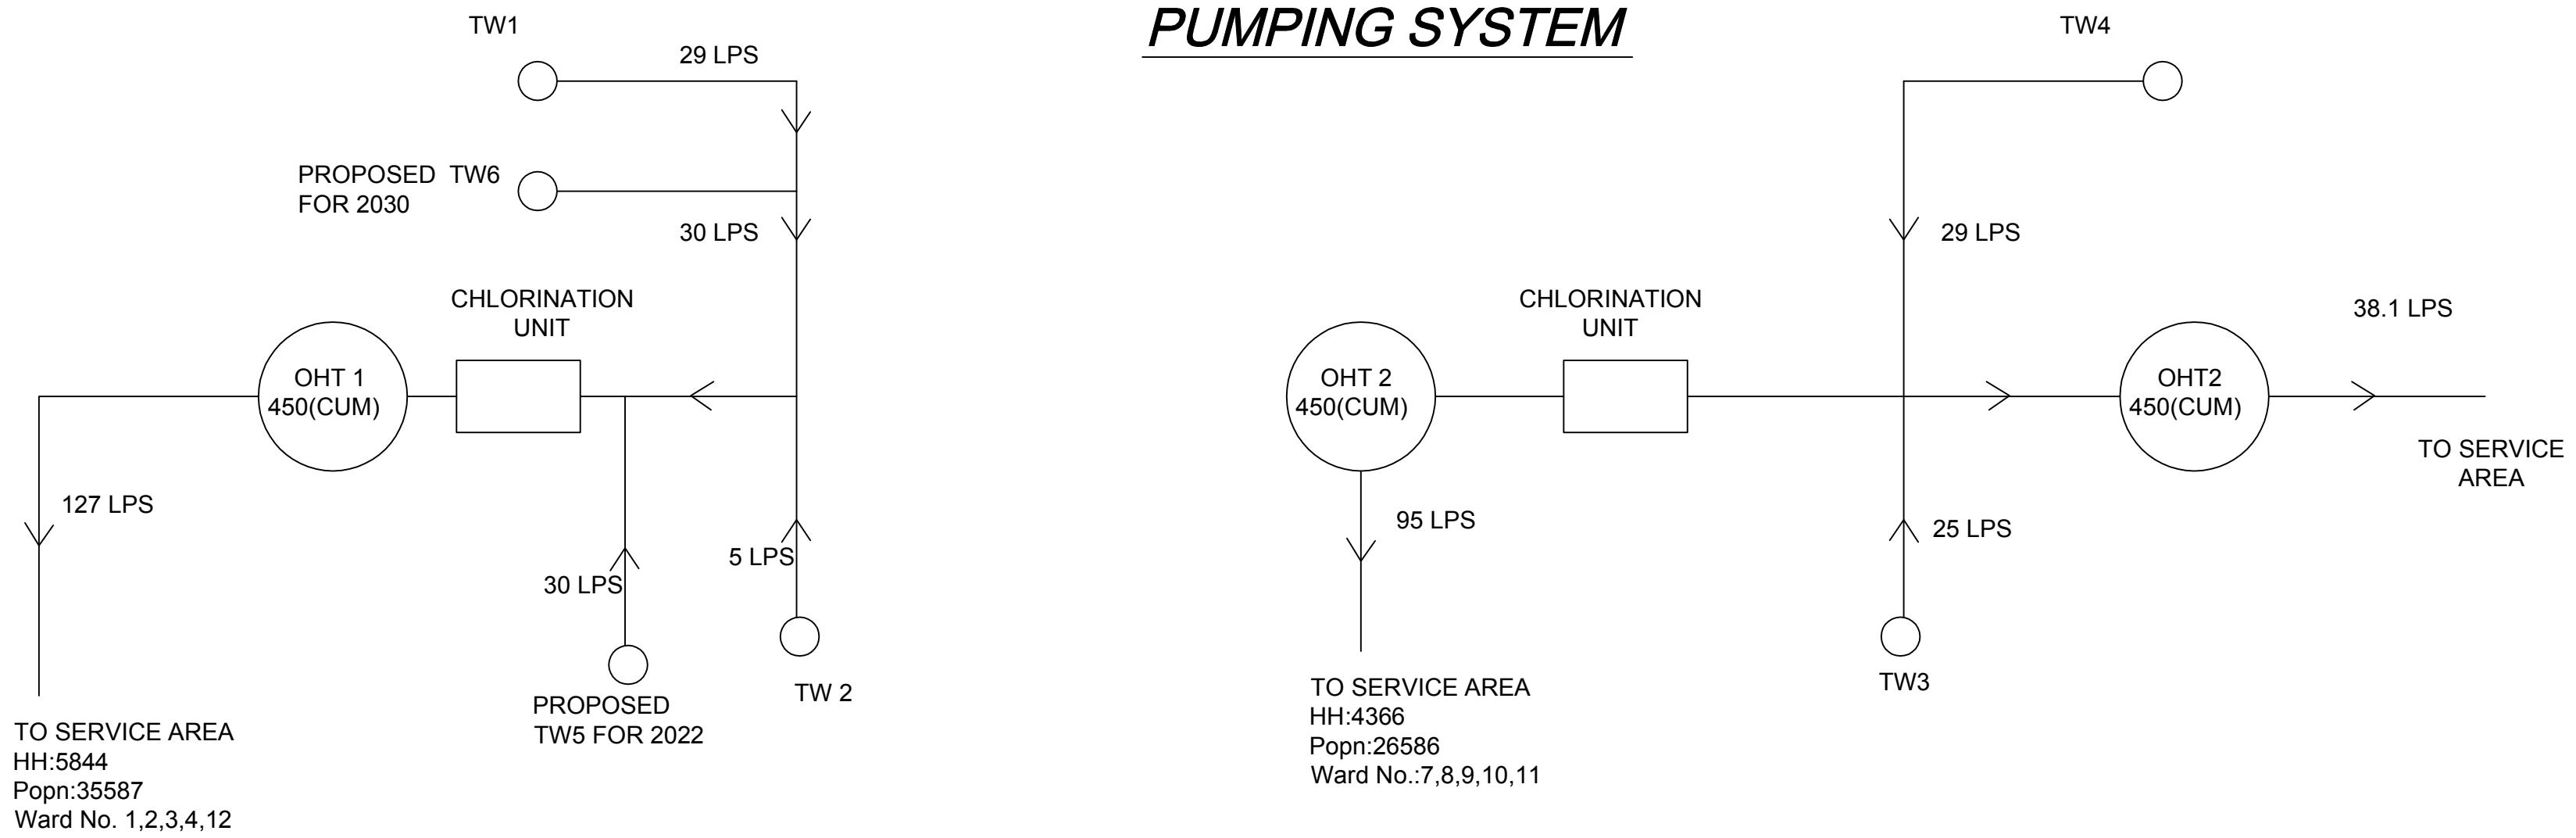 PUMPING SYSTEM
TW1
29 LPS
PROPOSED TW6
FOR 2030
30 LPS
CHLORINATION
UNIT
OHT 1
450(CUM)
127 LPS
30 LPS
5 LPS
PROPOSED
TW5 FOR 2022
TW 2
TO SERVICE AREA
HH:5844
Popn:35587
Ward No. 1,2,3,4,12
TW4
29 LPS
CHLORINATION
UNIT
OHT 2
450(CUM)
OHT2
450(CUM)
38.1 LPS
TO SERVICE
AREA
95 LPS
25 LPS
TW3
TO SERVICE AREA
HH:4366
Popn:26586
Ward No.:7,8,9,10,11